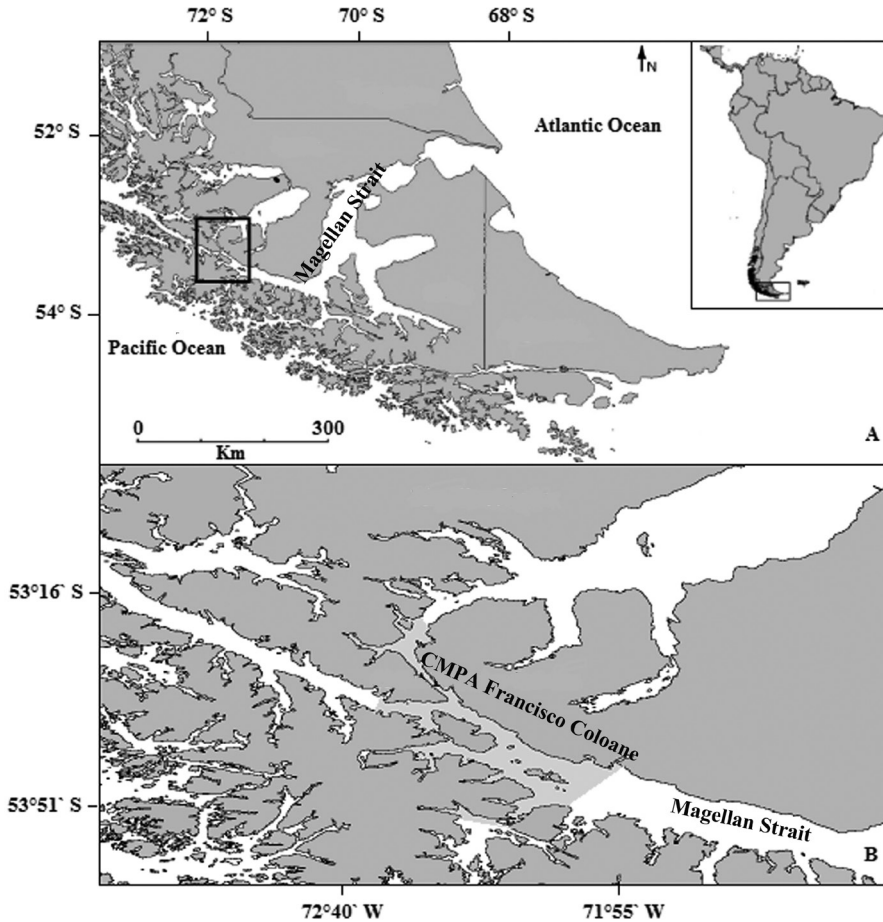 72° S
70° S
68° S
N
52° S
Atlantic Ocean
Magellan Strait
54° S
Pacific Ocean
0
300
Km
A
53°16` S
CMPA Francisco Coloane
53°51` S
Magellan Strait
B
72°40` W
71°55` W